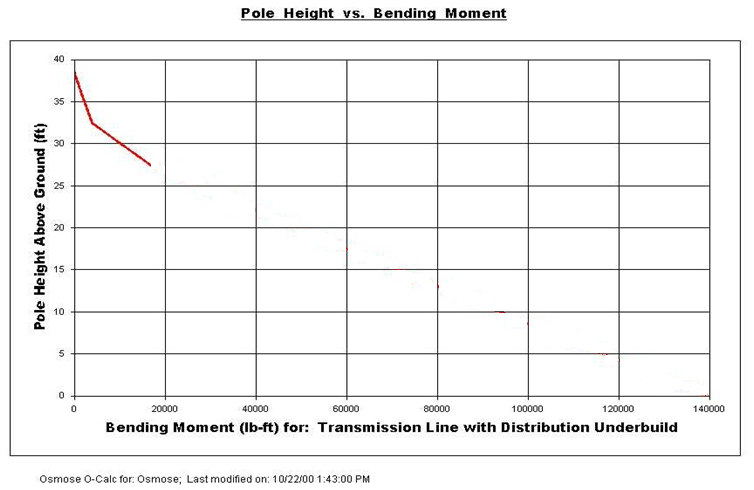 Pole Height vs. Bending Moment
40
35
30
25
20
15
10
5
0
Pole Height Above Ground (ft)
0 20000 40000 60000 80000 100000 120000 140000
Bending Moment (lb-ft) for: Transmission Line with Distribution Underbuild
Osmose O-Calc for: Osmose; Last modified on: 10/22/00 1:43:00 PM